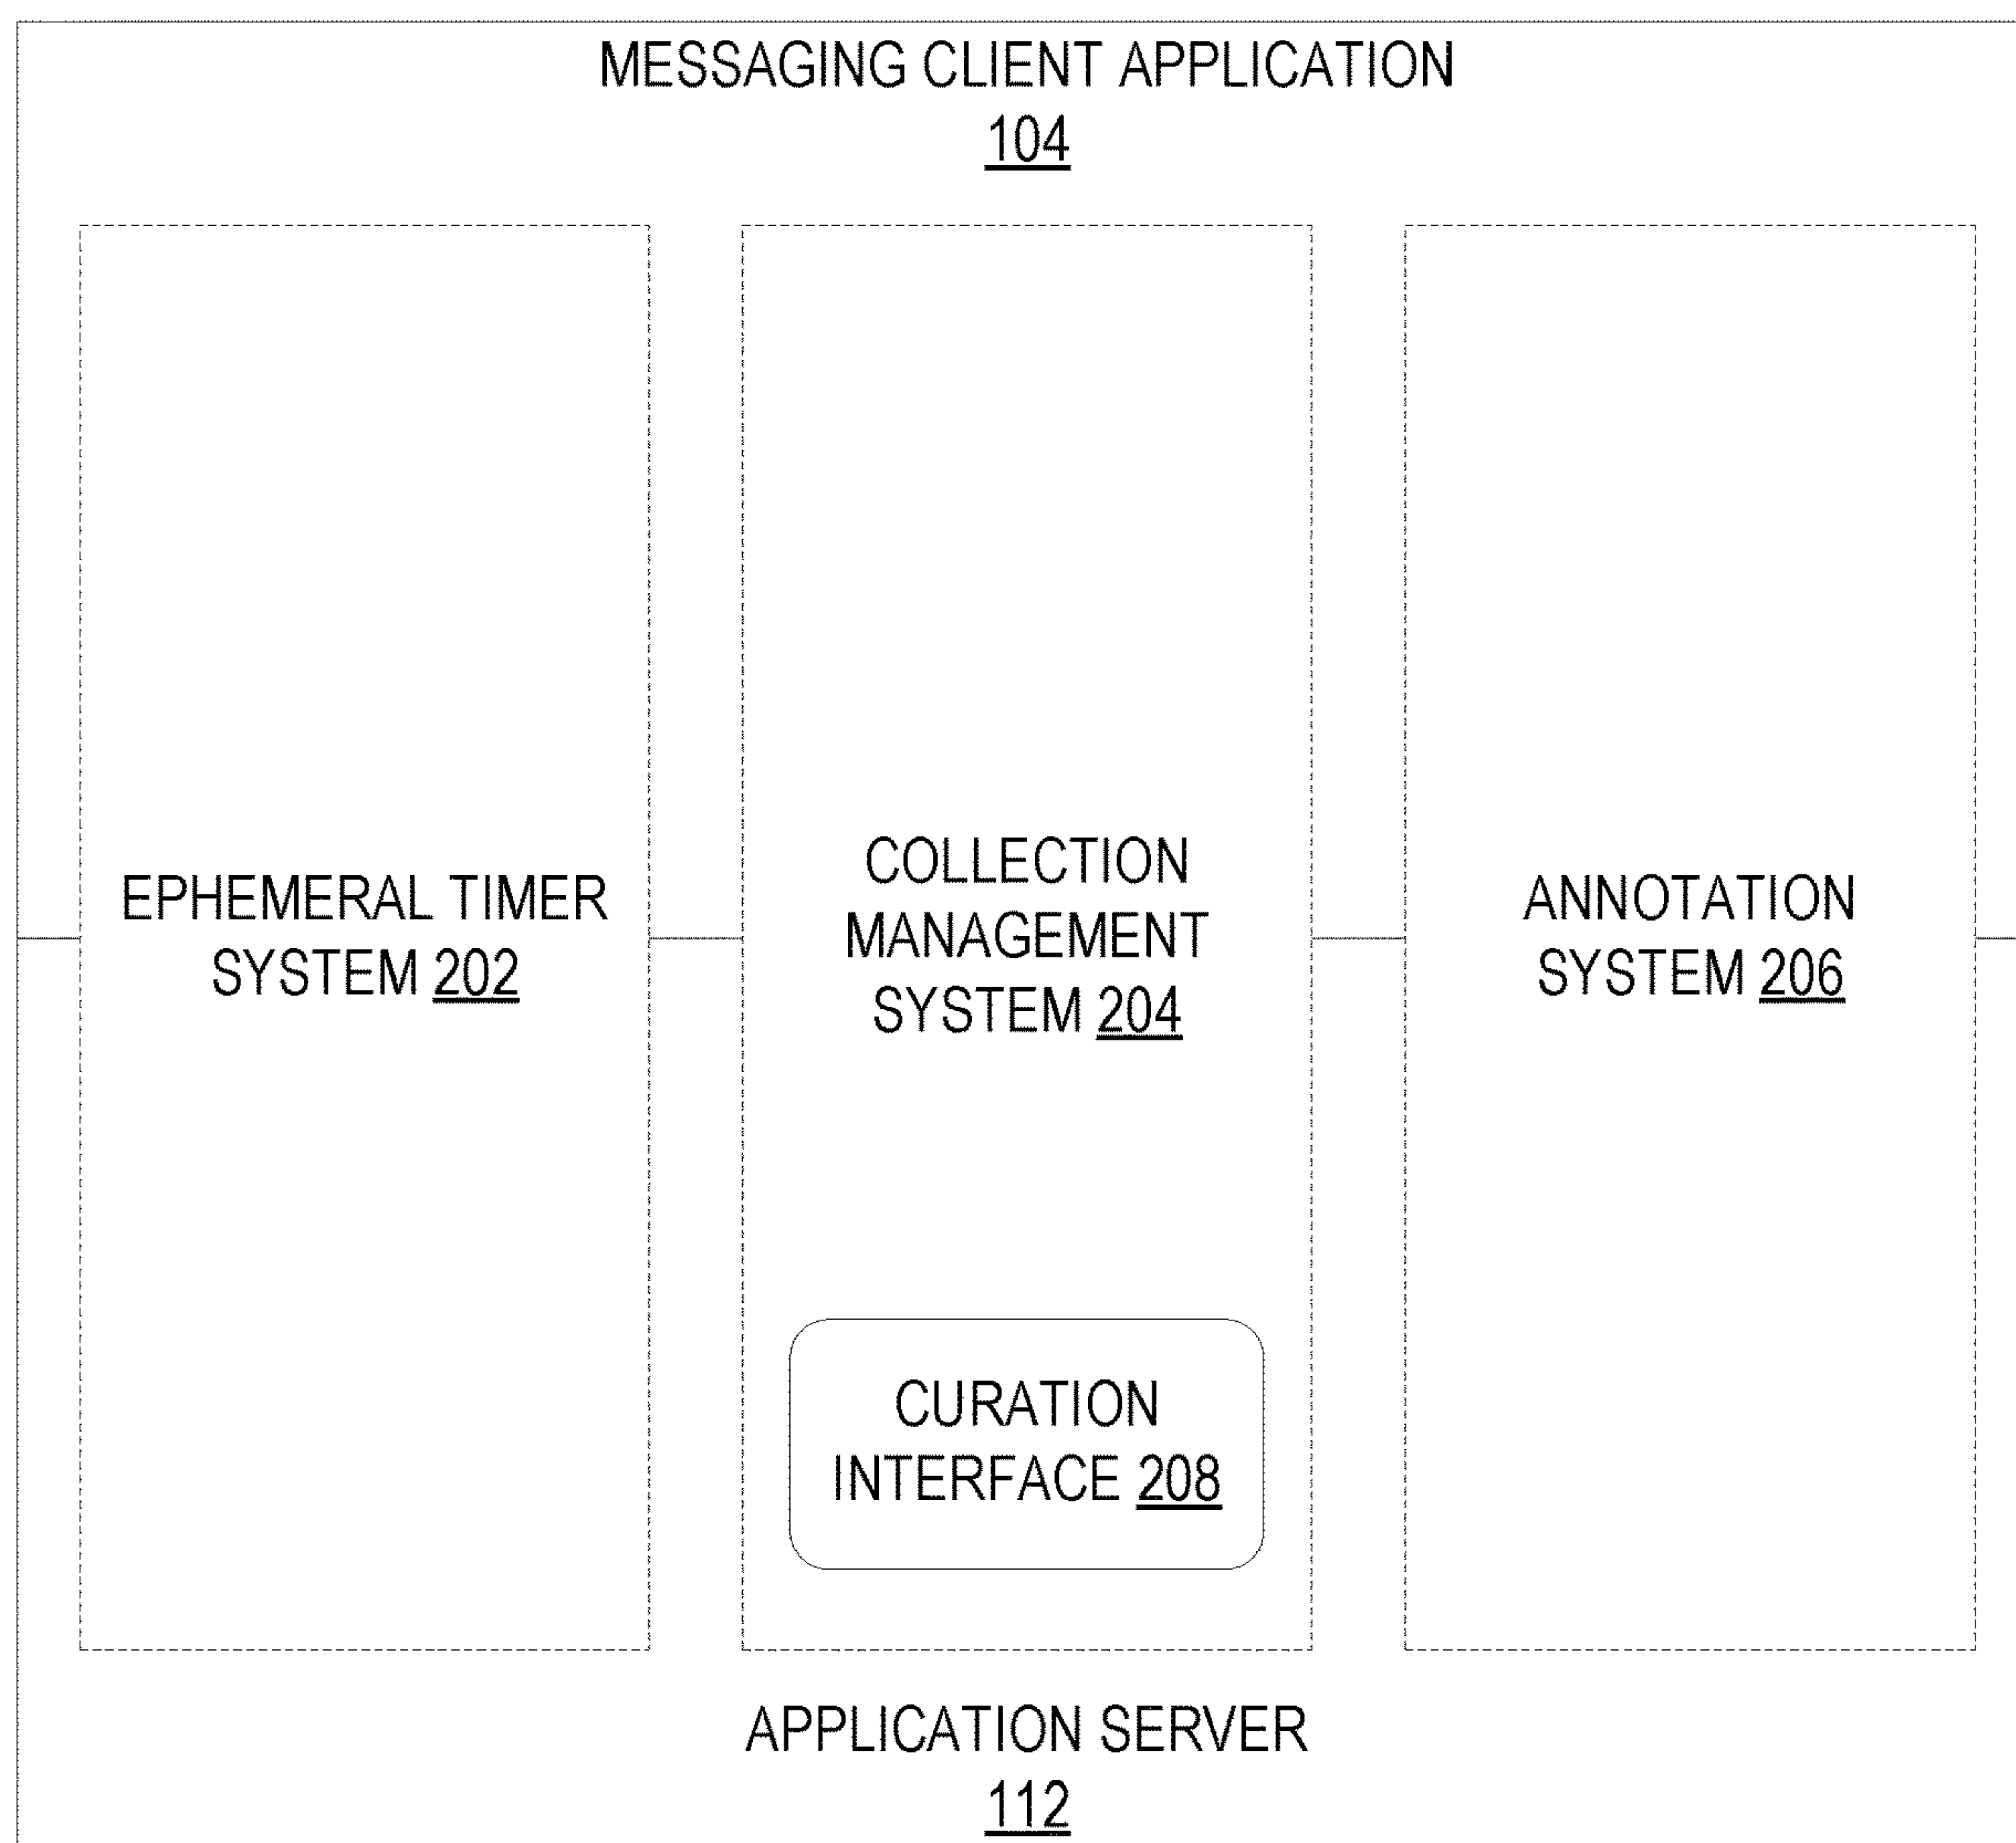 MESSAGING CLIENT APPLICATION
104
EPHEMERAL TIMER
SYSTEM 202
COLLECTION
MANAGEMENT
SYSTEM 204
ANNOTATION
SYSTEM 206
CURATION
INTERFACE 208
APPLICATION SERVER
112